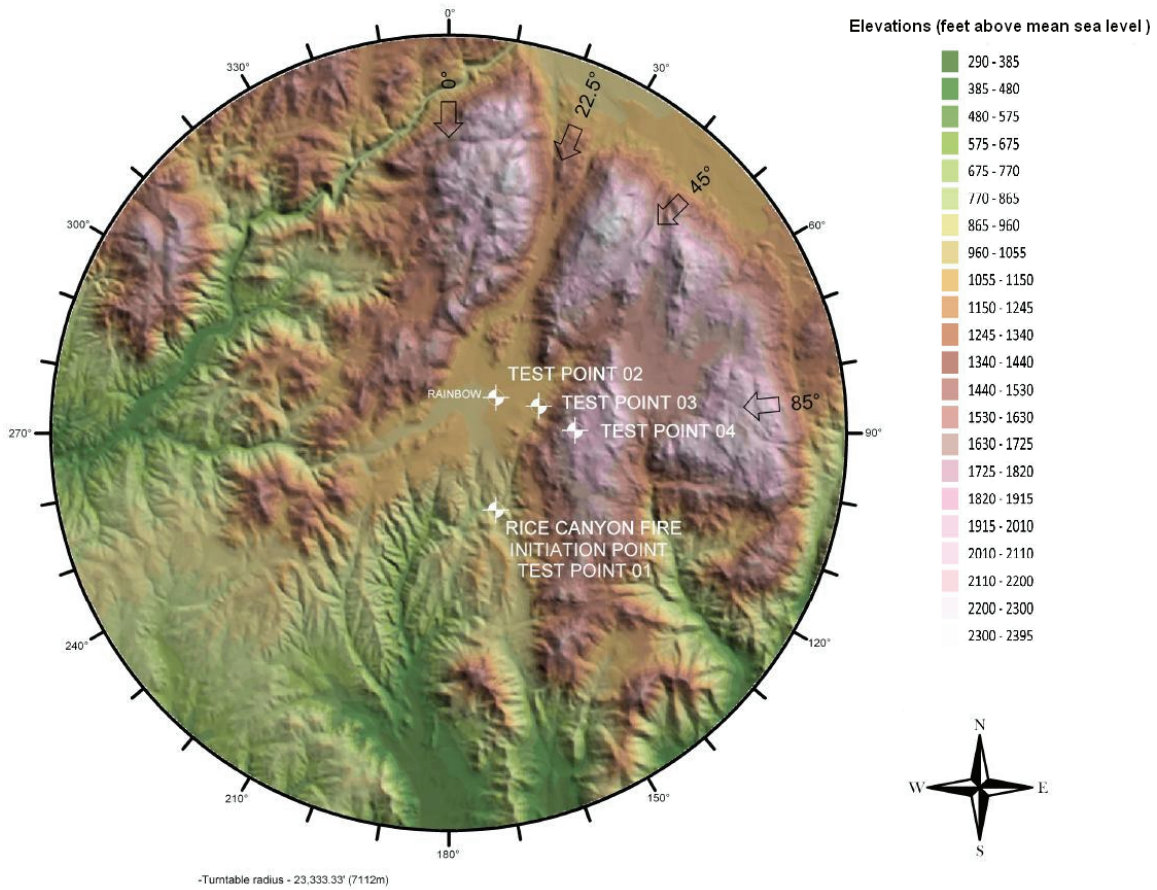 Elevations (feet above mean sea level )
290 - 385
385 - 480
480 - 575
575 - 675
675 - 770
770 - 865
865 - 960
960 - 1055
1055 - 1150
1150 - 1245
1245 - 1340
1340 - 1440
1440 - 1530
1530 - 1630
1630 - 1725
1725 - 1820
1820 - 1915
1915 - 2010
2010 - 2110
2110 - 2200
2200 - 2300
2300 - 2395
0°
30°
60°
90°
120°
150°
180°
210°
240°
270°
300°
330°
0°
22.5°
45°
85°
TEST POINT 02
RAINBOW
TEST POINT 03
TEST POINT 04
RICE CANYON FIRE
INITIATION POINT
TEST POINT 01
N
W
E
S
-Turntable radius - 23,333.33' (7112m)